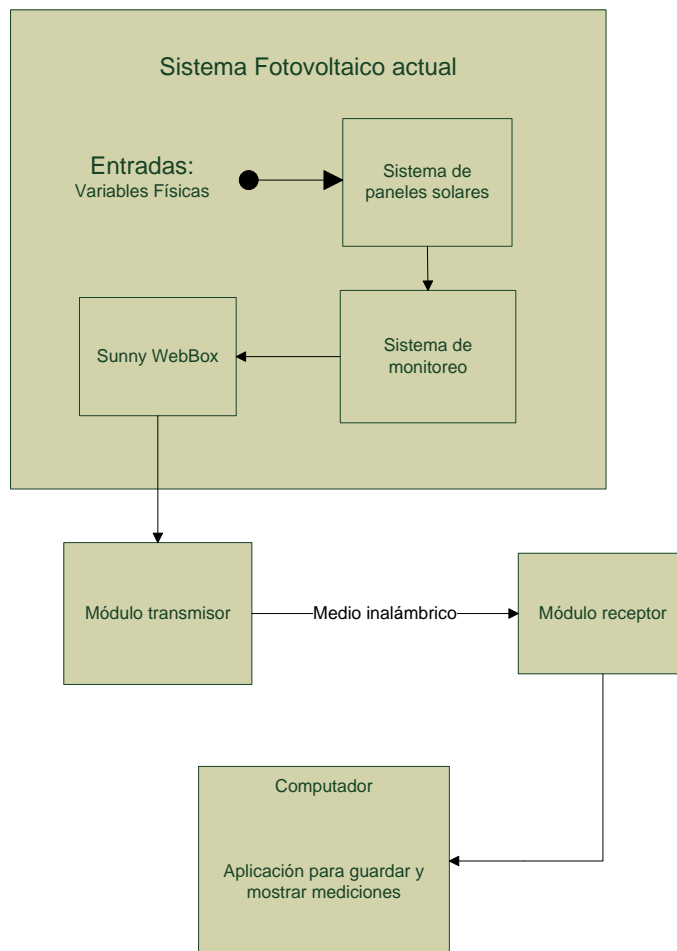 Sistema Fotovoltaico actual
Entradas:
Variables Físicas
Sistema de
paneles solares
Sunny WebBox
Sistema de
monitoreo
Módulo transmisor
Medio inalámbrico
Módulo receptor
Computador
Aplicación para guardar y
mostrar mediciones